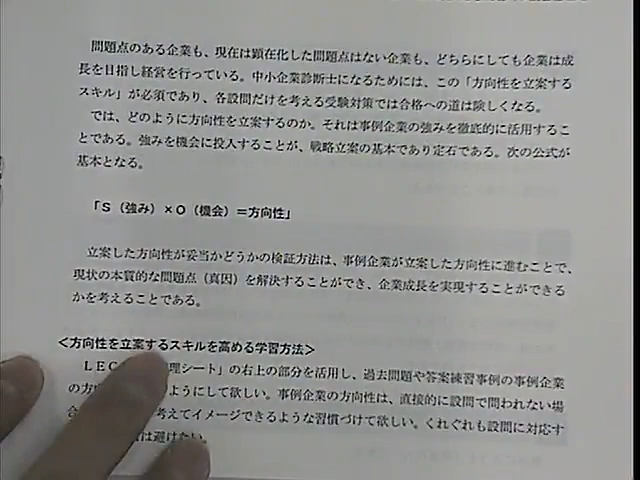 問題点のある企業も、現在は顕在化した問題点はない企業も、どちらにしても企業は成
長を目指し経営を行っている。中小企業診断士になるためには、この「方向性を立案する
スキル」が必須であり、各設問だけを考える受験対策では合格への道は険しくなる。
では、どのように方向性を立案するのか。それは事例企業の強みを徹底的に活用するこ
とである。強みを機会に投入することが、戦略立案の基本であり定石である。次の公式が
基本となる。
「S（強み）×O（機会）＝方向性」
立案した方向性が妥当かどうかの検証方法は、事例企業が立案した方向性に進むことで、
現状の本質的な問題点（真因）を解決することができ、企業成長を実現することができる
かを考えることである。
＜方向性を立案するスキルを高める学習方法＞
LEC 理シート」の右上の部分を活用し、過去問題や答案練習事例の事例企業
の方 ようにして欲しい。事例企業の方向性は、直接的に設問で問われない場
合 考えてイメージできるような習慣づけて欲しい。くれぐれも設問に対応す
は避けたい。